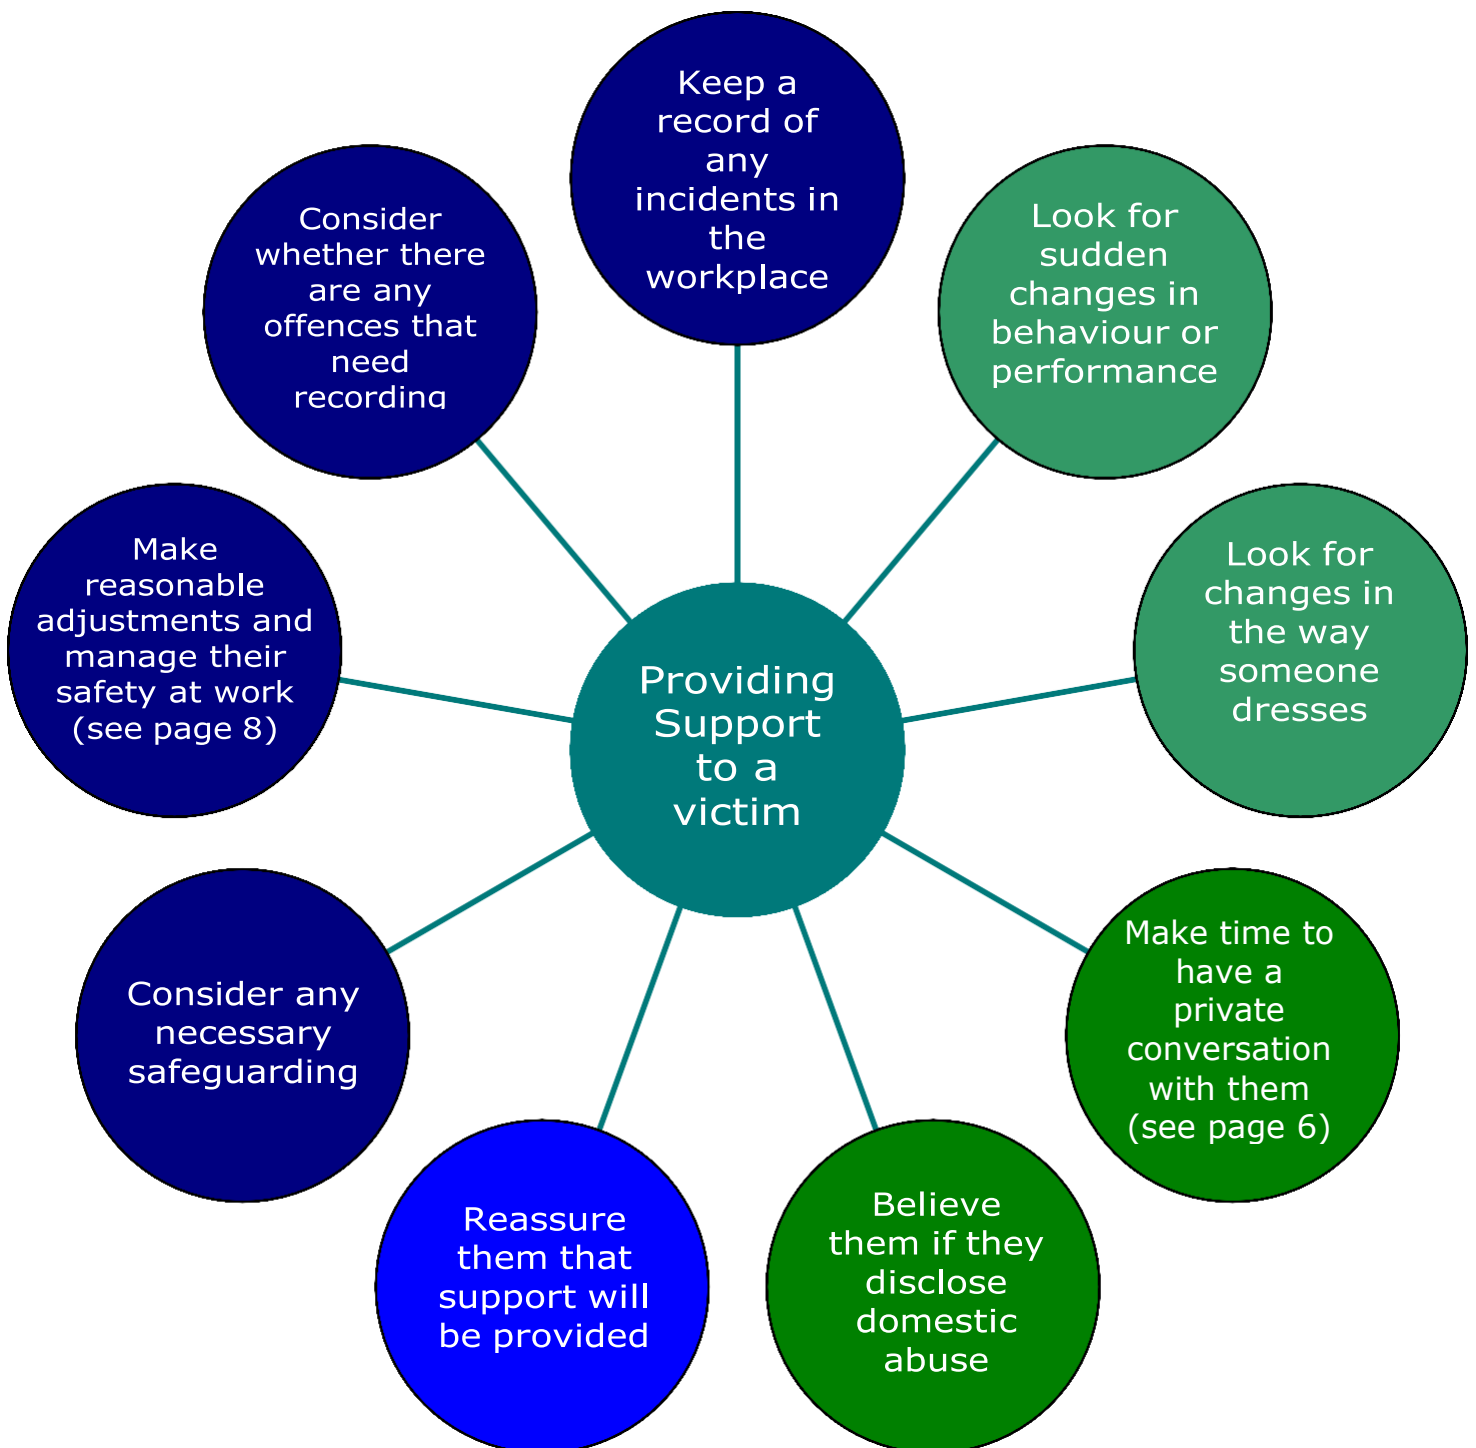 Keep a
record of
any
incidents in
the
workplace
Look for
sudden
changes in
behaviour or
performance
Look for
changes in
the way
someone
dresses
Make time to
have a
private
conversation
with them
(see page 6)
Believe
them if they
disclose
domestic
abuse
Reassure
them that
support will
be provided
Consider any
necessary
safeguarding
Make
reasonable
adjustments and
manage their
safety at work
(see page 8)
Consider
whether there
are any
offences that
need
recording
Providing
Support
to a
victim